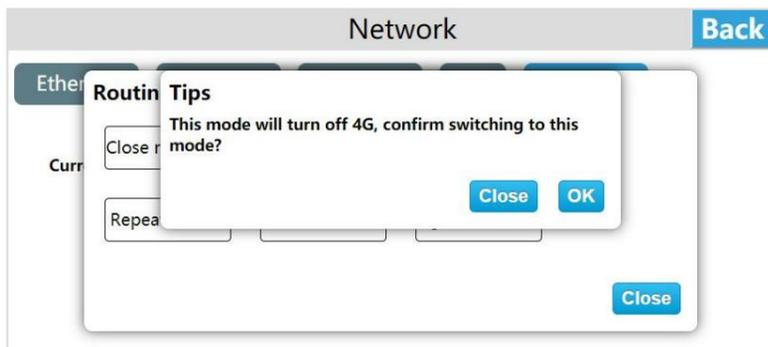 Network
Back
Ether
Routin
Tips
This mode will turn off 4G, confirm switching to this
mode?
Close r
Curr
Close
OK
Repea
Close